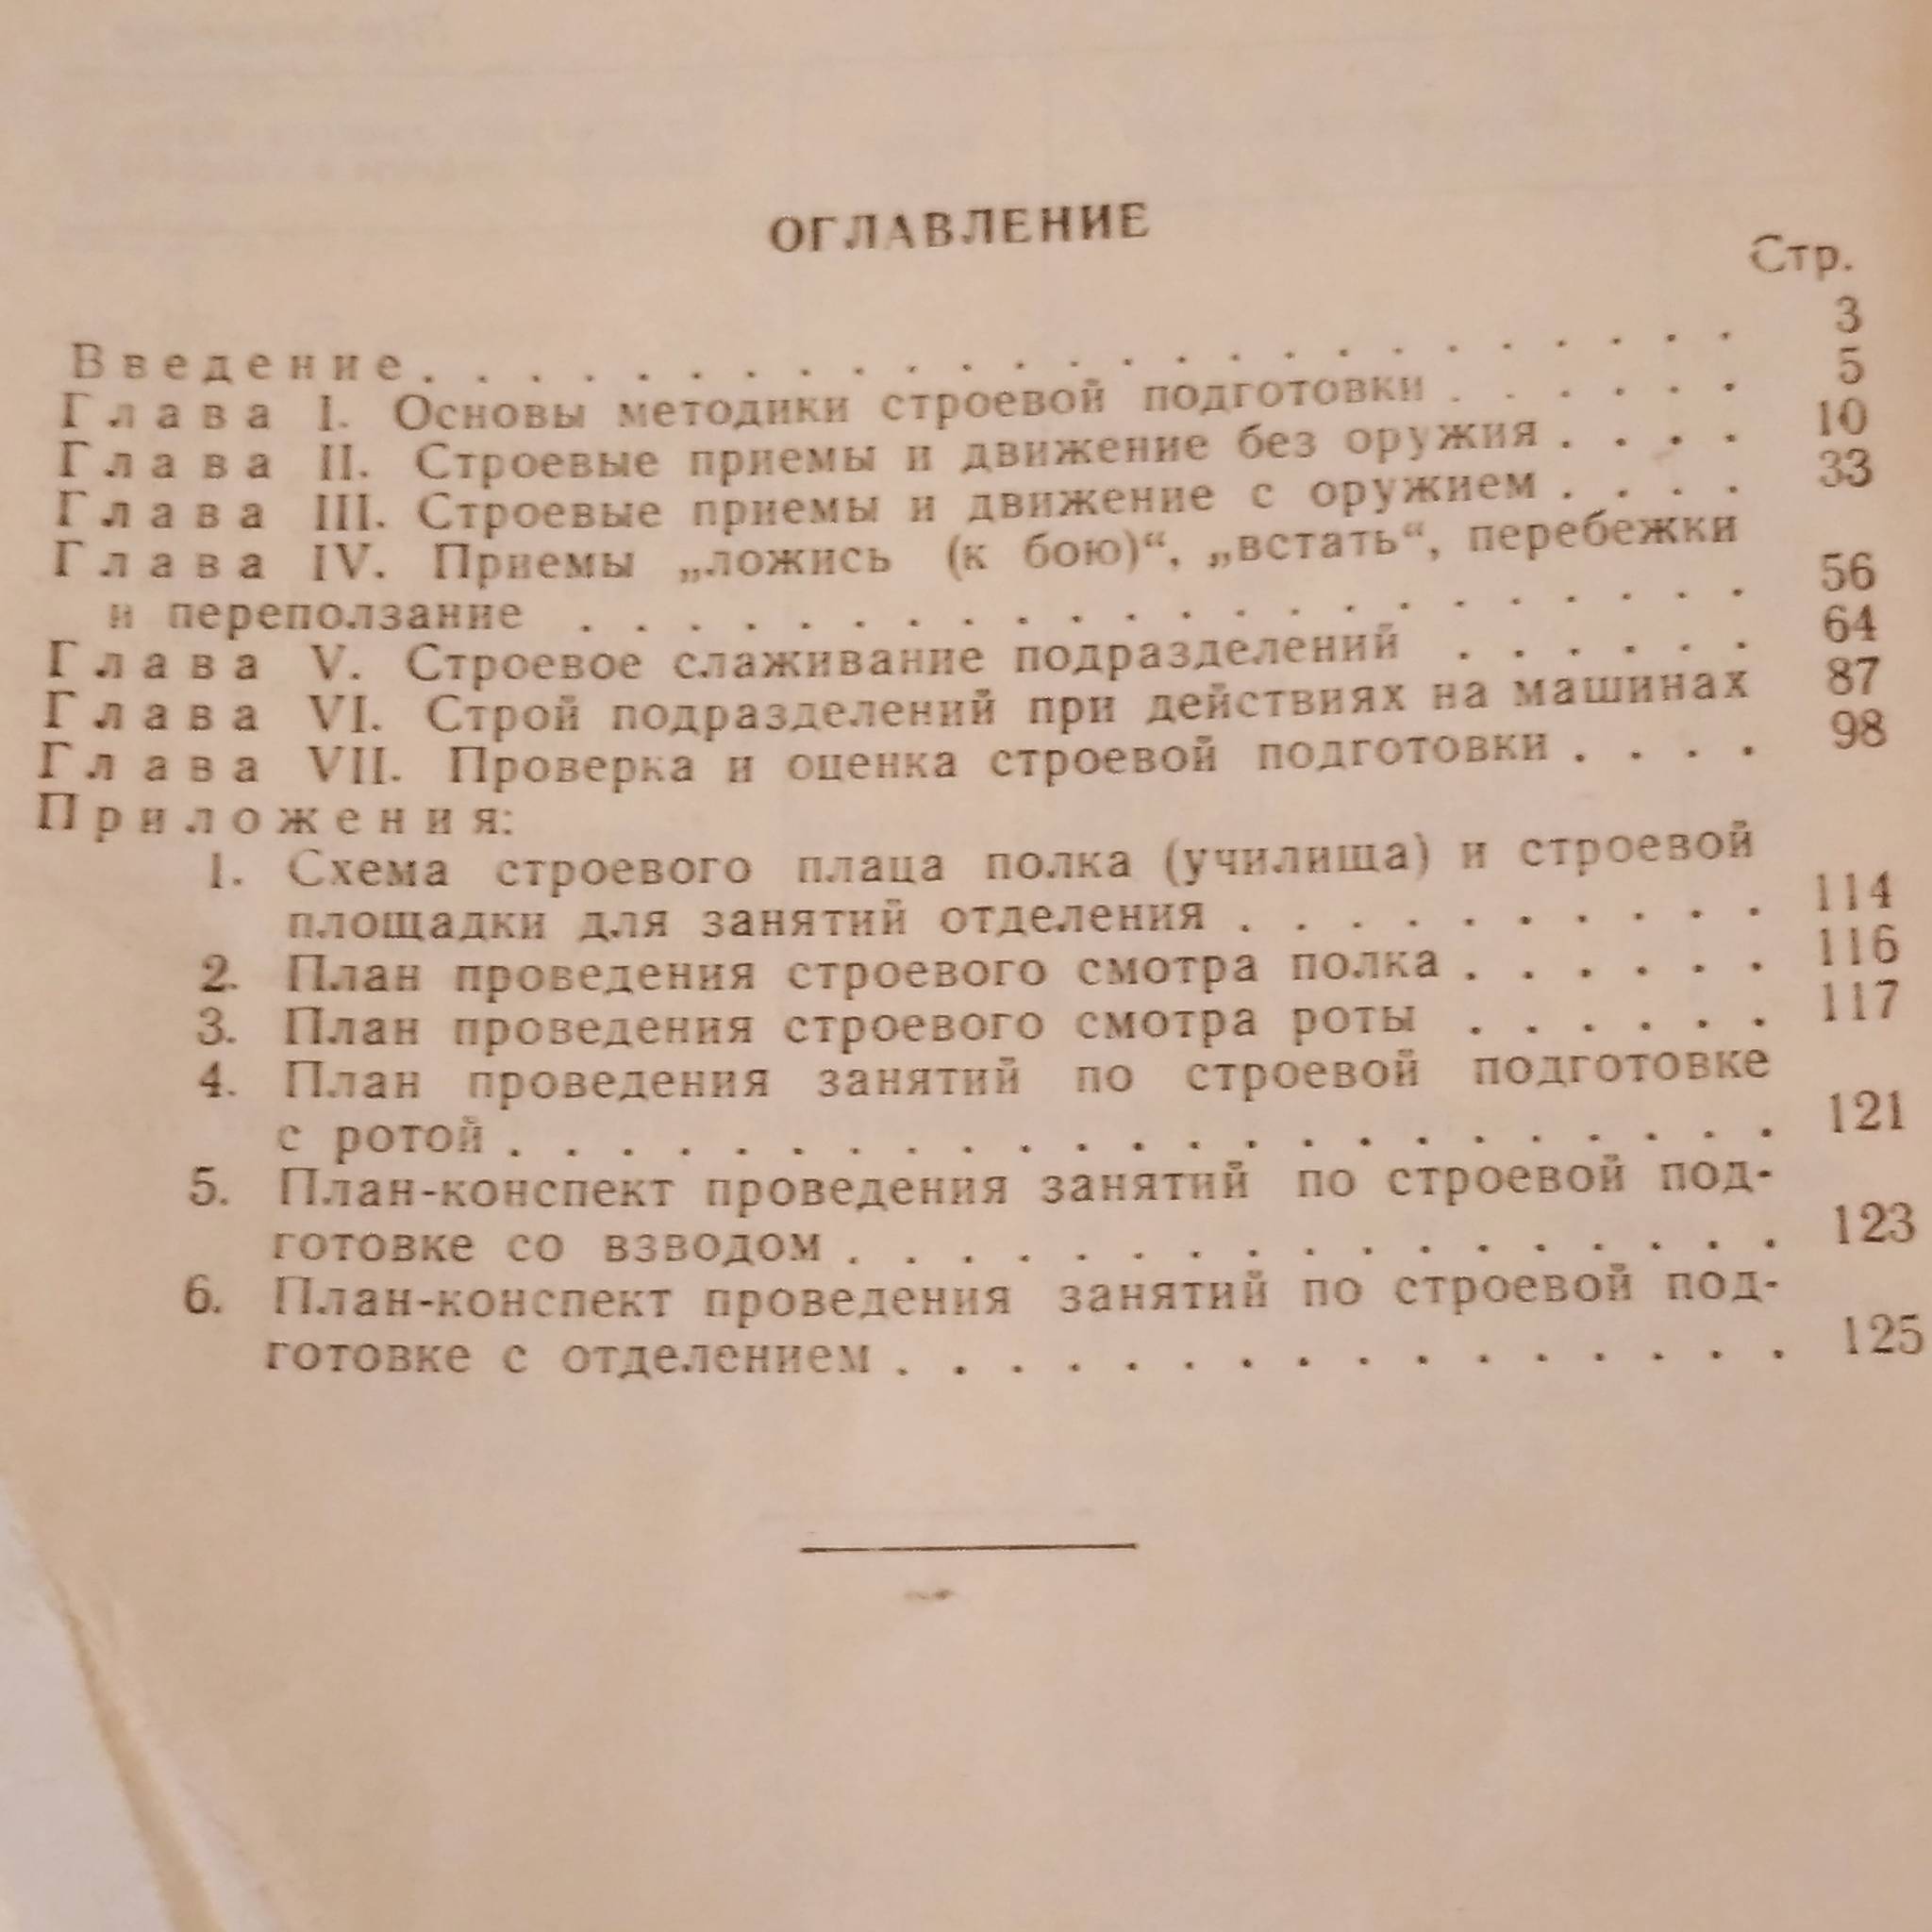 ОГЛАВЛЕНИЕ
Стр.
Введение. . . . . . . . . . . . . . . . . . . . . . . . 3
Глава I. Основы методики строевой подготовки . . . . . . 5
Глава II. Строевые приемы и движение без оружия . . . . 10
Глава III. Строевые приемы и движение с оружием . . . . 33
Глава IV. Приемы „ложись (к бою)“, „встать“, перебежки
и переползание . . . . . . . . . . . . . . . . . . . . . . 56
Глава V. Строевое слаживание подразделений . . . . . . 64
Глава VI. Строй подразделений при действиях на машинах 87
Глава VII. Проверка и оценка строевой подготовки . . . . 98
Приложения:
1. Схема строевого плаца полка (училища) и строевой
площадки для занятий отделения . . . . . . . . . . 114
2. План проведения строевого смотра полка . . . . . . 116
3. План проведения строевого смотра роты . . . . . . 117
4. План проведения занятий по строевой подготовке
с ротой . . . . . . . . . . . . . . . . . . . . . . . 121
5. План-конспект проведения занятий по строевой под-
готовке со взводом . . . . . . . . . . . . . . . . . 123
6. План-конспект проведения занятий по строевой под-
готовке с отделением . . . . . . . . . . . . . . . . 125